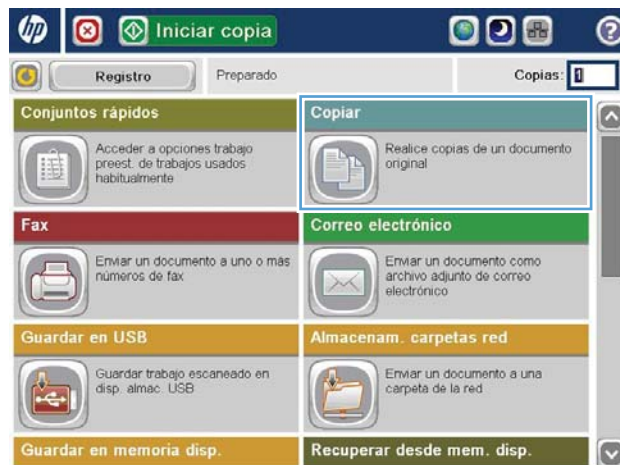 hp
Iniciar copia
?
Registro
Preparado
Copias: 1
Conjuntos rápidos
Copiar
Acceder a opciones trabajo
preest. de trabajos usados
habitualmente
Realice copias de un documento
original
Fax
Correo electrónico
Enviar un documento a uno o más
números de fax
Enviar un documento como
archivo adjunto de correo
electrónico
Guardar en USB
Almacenam. carpetas red
Guardar trabajo escaneado en
disp. almac. USB
Enviar un documento a una
carpeta de la red
Guardar en memoria disp.
Recuperar desde mem. disp.